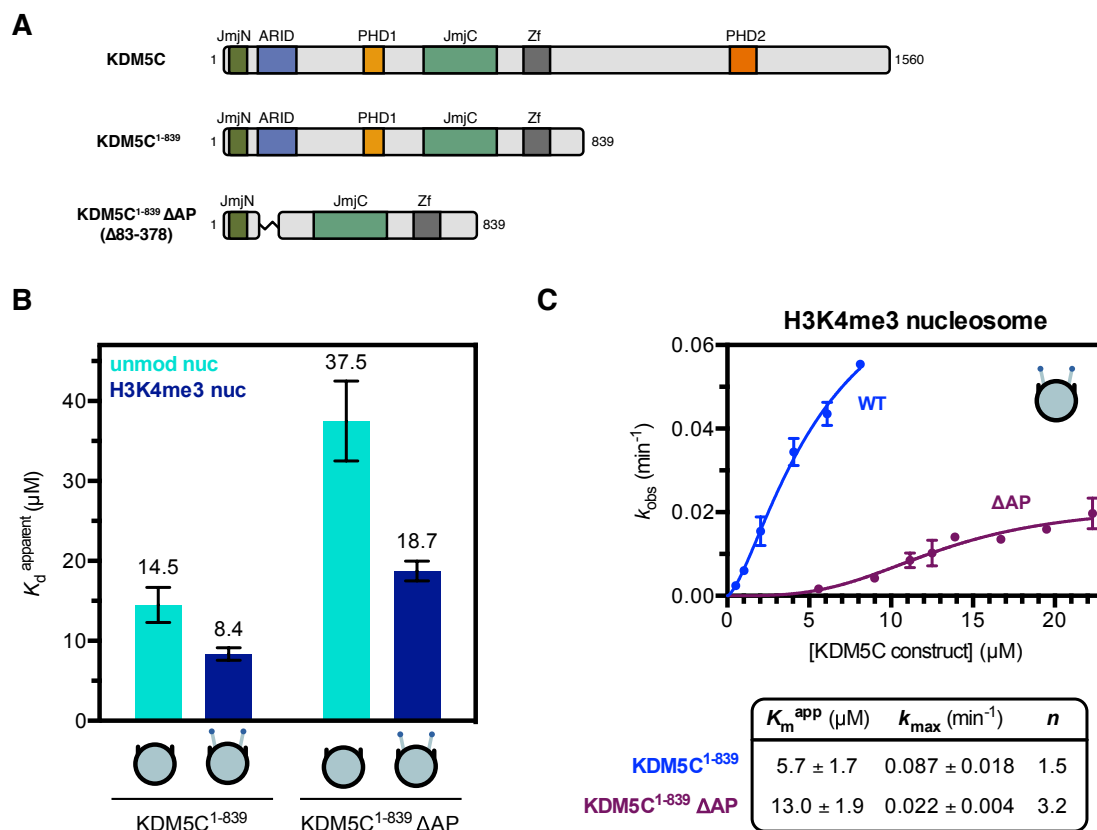 A
JmjN ARID PHD1 JmjC Zf PHD2
KDM5C 1 1560
JmjN ARID PHD1 JmjC Zf
KDM5C¹⁻⁸³⁹ 1 839
JmjN JmjC Zf
KDM5C¹⁻⁸³⁹ ΔAP
(Δ83-378)
1 839
B
unmod nuc
H3K4me3 nuc
K_d^apparent (µM)
40
30
20
10
0
14.5
8.4
37.5
18.7
KDM5C¹⁻⁸³⁹ KDM5C¹⁻⁸³⁹ ΔAP
C
H3K4me3 nucleosome
k_obs (min⁻¹)
0.06
0.04
0.02
0.00
WT
ΔAP
0 5 10 15 20
[KDM5C construct] (µM)
K_m^app (µM) k_max (min⁻¹) n
KDM5C¹⁻⁸³⁹ 5.7 ± 1.7 0.087 ± 0.018 1.5
KDM5C¹⁻⁸³⁹ ΔAP 13.0 ± 1.9 0.022 ± 0.004 3.2